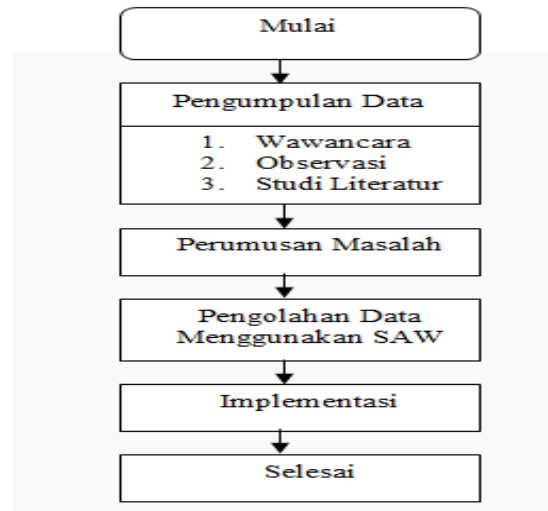 Mulai
Pengumpulan Data
1. Wawancara
2. Observasi
3. Studi Literatur
Perumusan Masalah
Pengolahan Data
Menggunakan SAW
Implementasi
Selesai